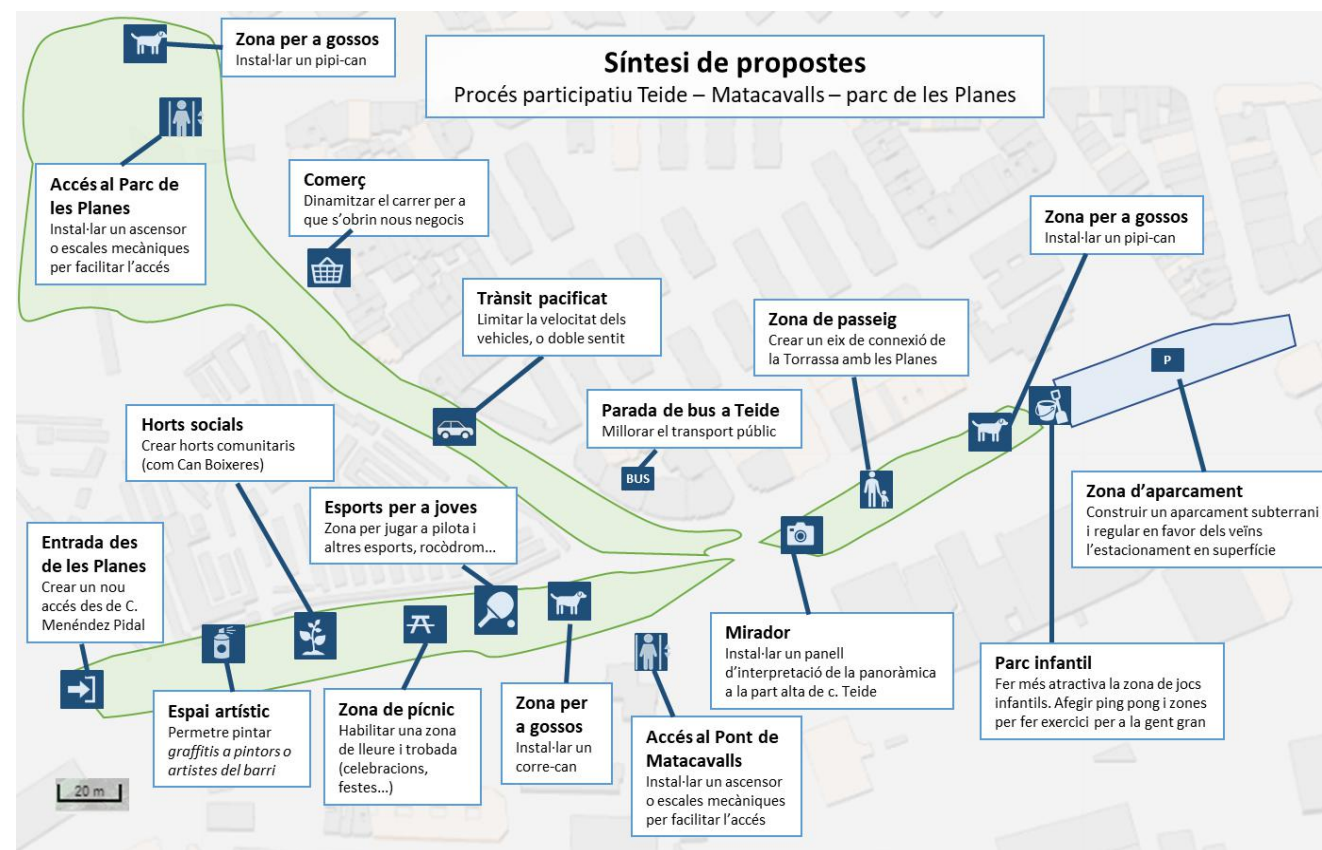 Síntesi de propostes
Procés participatiu Teide – Matacavalls – parc de les Planes
Zona per a gossos
Instal·lar un pipi-can
Accés al Parc de
les Planes
Instal·lar un ascensor
o escales mecàniques
per facilitar l’accés
Comerç
Dinamitzar el carrer per a
que s’obrin nous negocis
Trànsit pacificat
Limitar la velocitat dels
vehicles, o doble sentit
Zona de passeig
Crear un eix de connexió de
la Torrassa amb les Planes
Zona per a gossos
Instal·lar un pipi-can
P
Horts socials
Crear horts comunitaris
(com Can Boixeres)
Parada de bus a Teide
Millorar el transport públic
BUS
Esports per a joves
Zona per jugar a pilota i
altres esports, rocòdrom...
Zona d’aparcament
Construir un aparcament subterrani
i regular en favor dels veïns
l’estacionament en superfície
Entrada des
de les Planes
Crear un nou
accés des de C.
Menéndez Pidal
Espai artístic
Permetre pintar
graffitis a pintors o
artistes del barri
Zona de pícnic
Habilitar una zona
de lleure i trobada
(celebracions,
festes...)
Zona per
a gossos
Instal·lar un
corre-can
Accés al Pont de
Matacavalls
Instal·lar un ascensor
o escales mecàniques
per facilitar l’accés
Mirador
Instal·lar un panell
d’interpretació de la panoràmica
a la part alta de c. Teide
Parc infantil
Fer més atractiva la zona de jocs
infantils. Afegir ping pong i zones
per fer exercici per a la gent gran
20 m